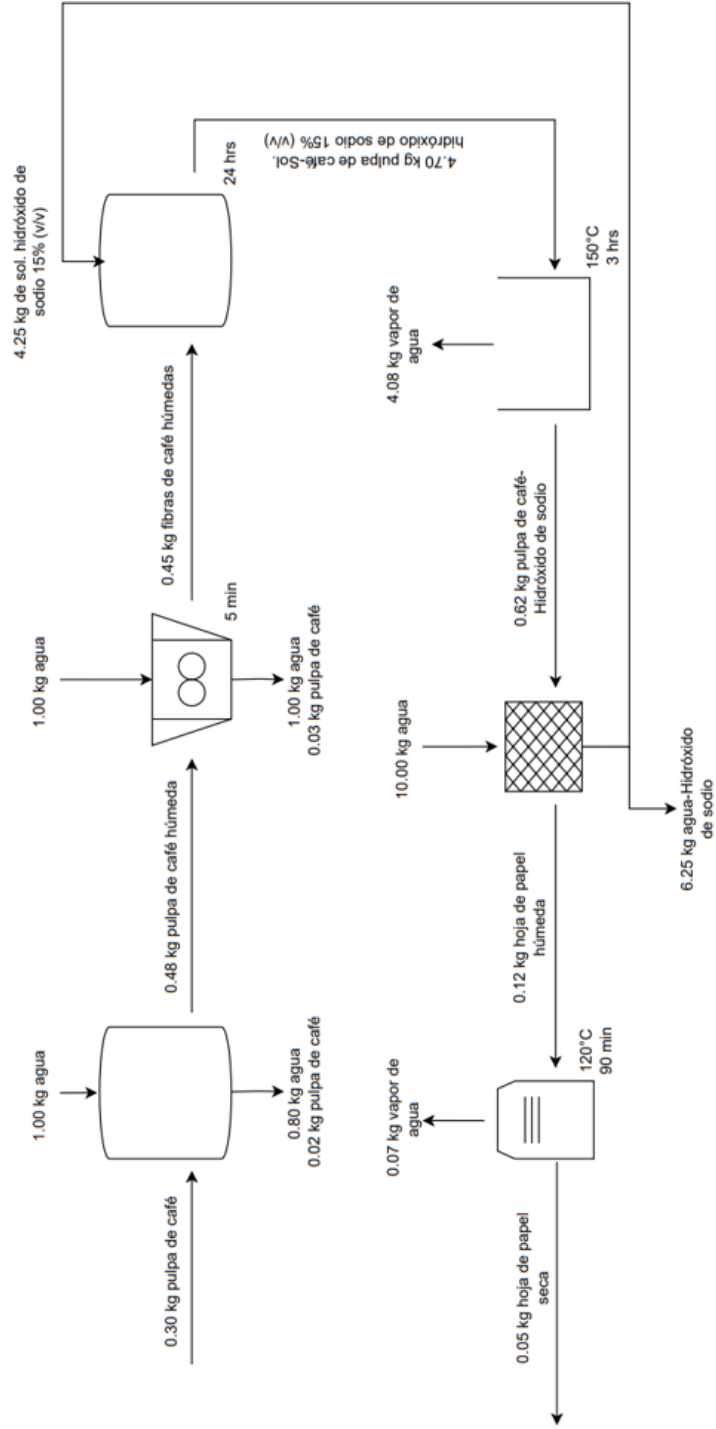 0.30 kg pulpa de café
1.00 kg agua
0.80 kg agua
0.02 kg pulpa de café
0.48 kg pulpa de café húmeda
1.00 kg agua
5 min
1.00 kg agua
0.03 kg pulpa de café
0.45 kg fibras de café húmedas
4.25 kg de sol. hidróxido de
sodio 15% (v/v)
24 hrs
4.70 kg pulpa de café-Sol.
hidróxido de sodio 15% (v/v)
150°C
3 hrs
4.08 kg vapor de
agua
0.62 kg pulpa de café-
Hidróxido de sodio
10.00 kg agua
6.25 kg agua-Hidróxido
de sodio
0.12 kg hoja de papel
húmeda
120°C
90 min
0.07 kg vapor de
agua
0.05 kg hoja de papel
seca